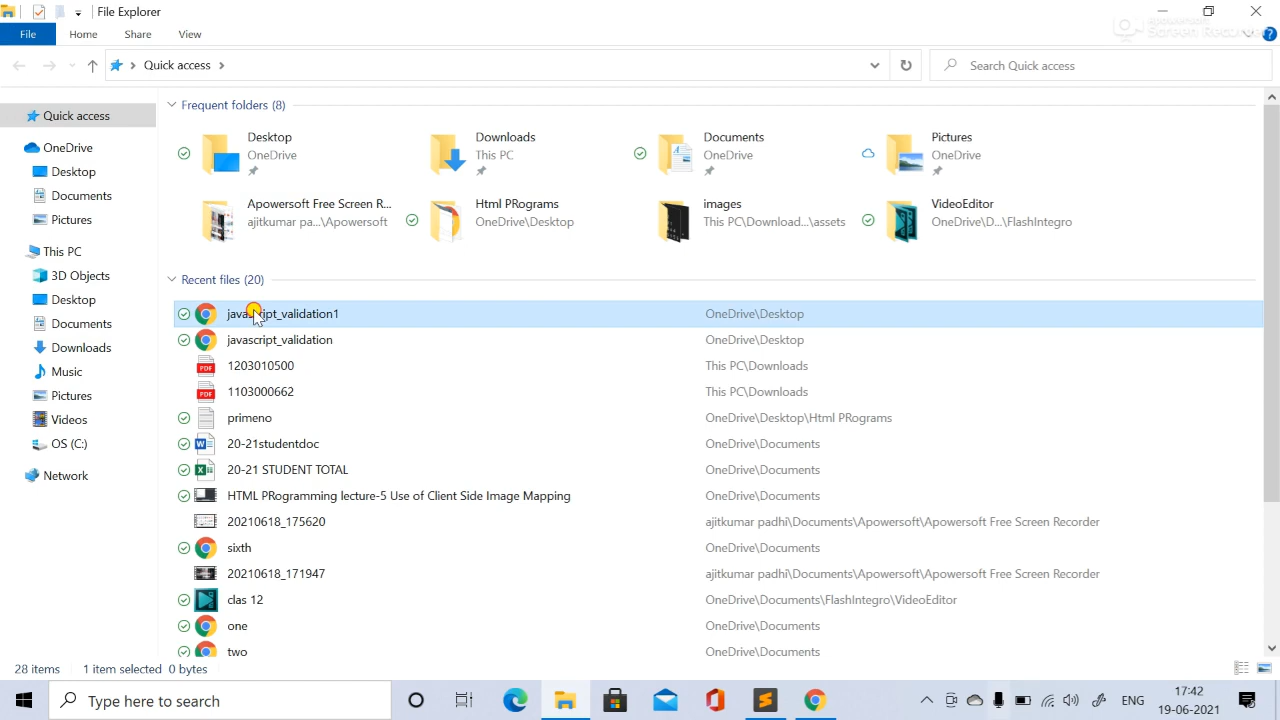 File Explorer
Apowersoft
Screen Recorder
File Home Share View
Quick access
Search Quick access
Quick access
OneDrive
Desktop
Documents
Pictures
This PC
3D Objects
Desktop
Documents
Downloads
Music
Pictures
Videos
OS (C:)
Network
Frequent folders (8)
Desktop
OneDrive
Downloads
This PC
Documents
OneDrive
Pictures
OneDrive
Apowersoft Free Screen R...
ajitkumar pa...\Apowersoft
Html PRograms
OneDrive\Desktop
images
This PC\Download...\assets
VideoEditor
OneDrive\D...\FlashIntegro
Recent files (20)
javascript_validation1 OneDrive\Desktop
javascript_validation OneDrive\Desktop
PDF 1203010500 This PC\Downloads
PDF 1103000662 This PC\Downloads
primeno OneDrive\Desktop\Html PRograms
20-21studentdoc OneDrive\Documents
20-21 STUDENT TOTAL OneDrive\Documents
HTML PRogramming lecture-5 Use of Client Side Image Mapping OneDrive\Documents
20210618_175620 ajitkumar padhi\Documents\Apowersoft\Apowersoft Free Screen Recorder
sixth OneDrive\Documents
20210618_171947 ajitkumar padhi\Documents\Apowersoft\Apowersoft Free Screen Recorder
clas 12 OneDrive\Documents\FlashIntegro\VideoEditor
one OneDrive\Documents
two OneDrive\Documents
28 items 1 item selected 0 bytes
Type here to search
ENG
17:42
19-06-2021